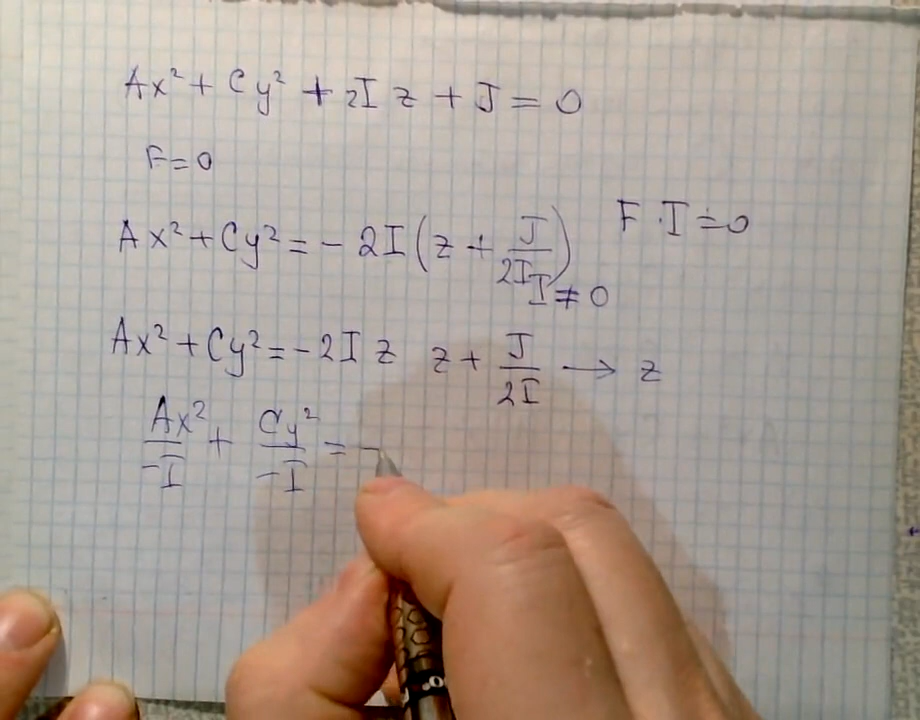 Ax² + Cy² + 2I z + J = 0
F = 0
Ax² + Cy² = - 2I (z + J/2I) F · I = 0
I ≠ 0
Ax² + Cy² = - 2I z z + J/2I → z
Ax²/-I + Cy²/-I = -